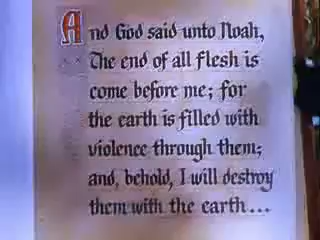 And God said unto Noah,
The end of all flesh is
come before me; for
the earth is filled with
violence through them;
and, behold, I will destroy
them with the earth...